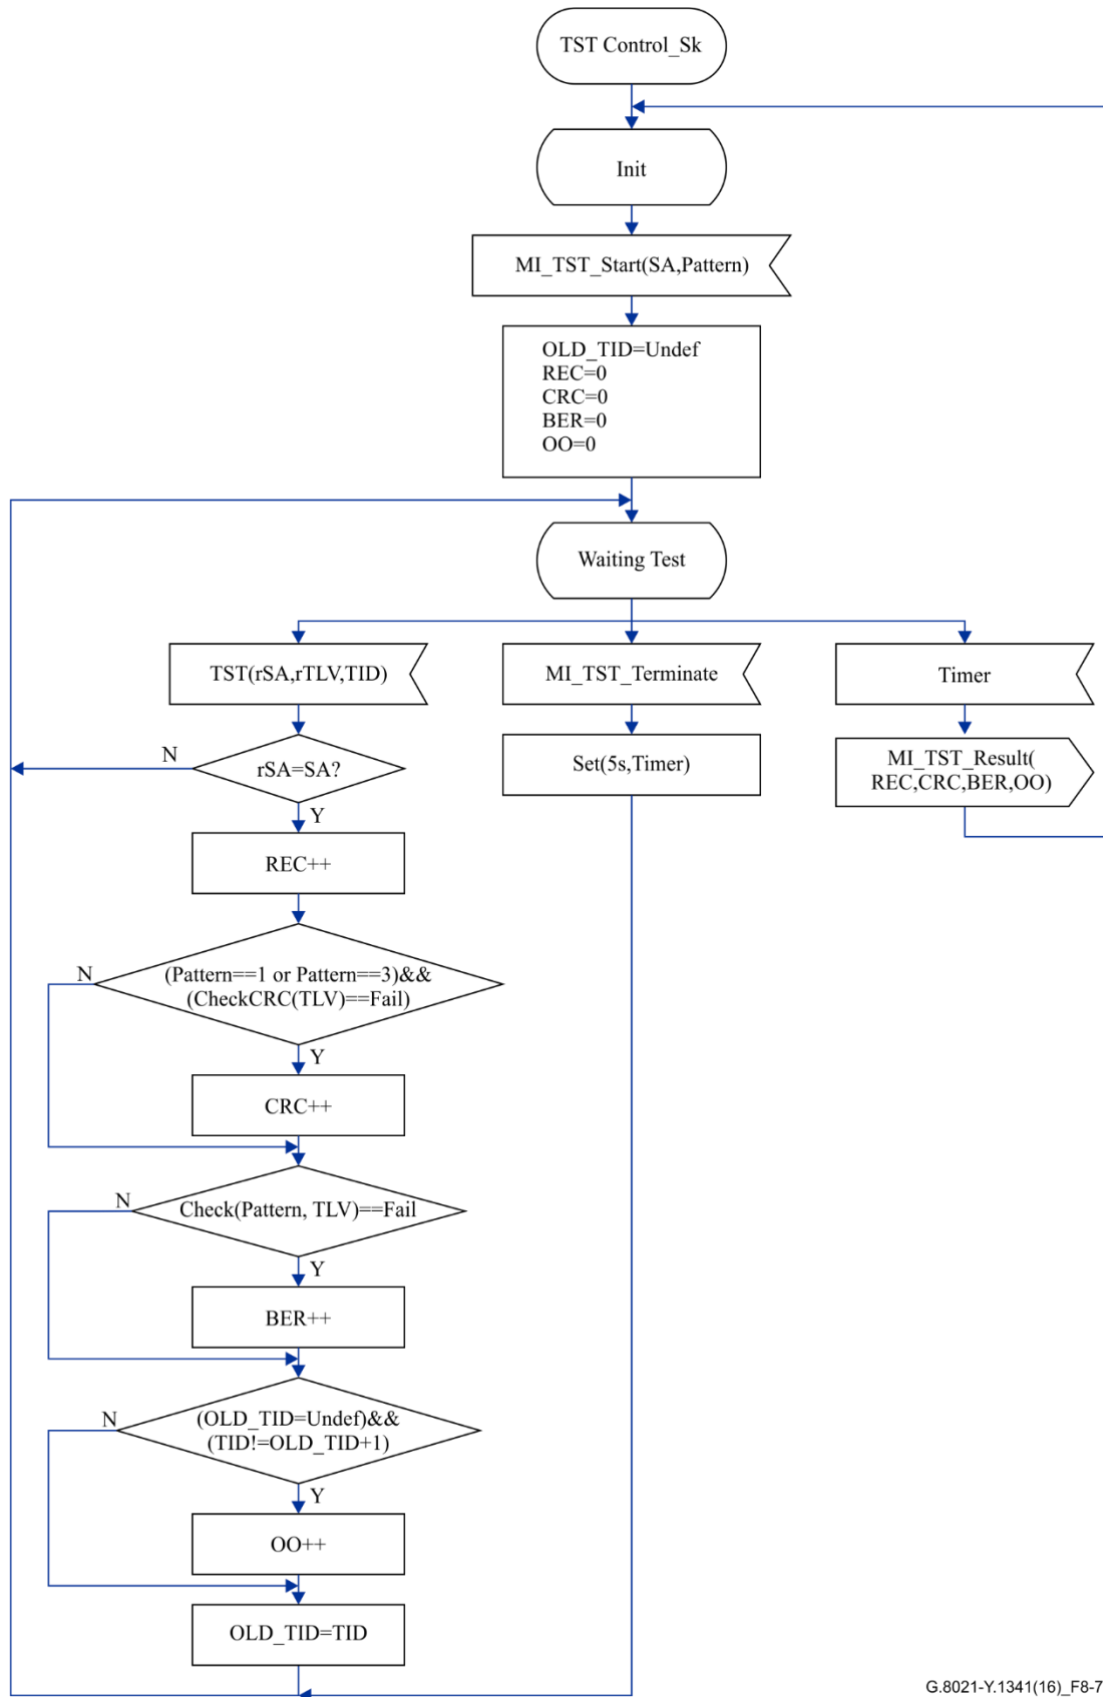 TST Control_Sk
Init
MI_TST_Start(SA,Pattern)
OLD_TID=Undef
REC=0
CRC=0
BER=0
OO=0
Waiting Test
TST(rSA,rTLV,TID)
MI_TST_Terminate
Timer
N
rSA=SA?
Y
Set(5s,Timer)
MI_TST_Result(
REC,CRC,BER,OO)
REC++
N
(Pattern==1 or Pattern==3)&&
(CheckCRC(TLV)==Fail)
Y
CRC++
N
Check(Pattern, TLV)==Fail
Y
BER++
N
(OLD_TID=Undef)&&
(TID!=OLD_TID+1)
Y
OO++
OLD_TID=TID
G.8021-Y.1341(16)_F8-7